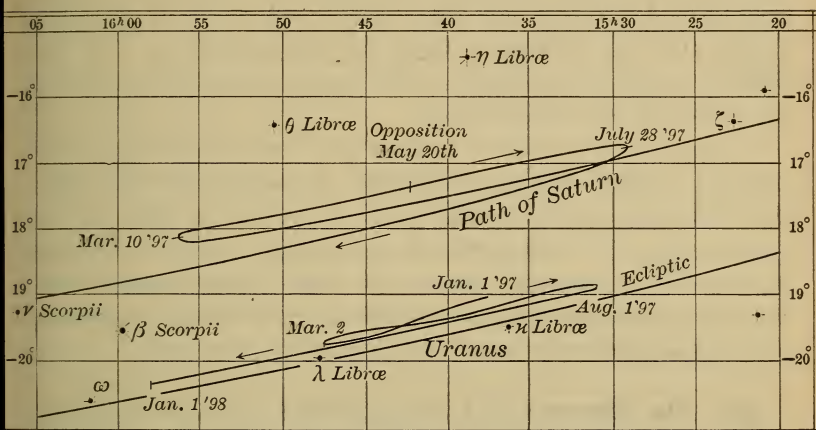 05 16h 00 55 50 45 40 35 15h 30 25 20
η Libræ
−16° 16°
ζ
θ Libræ Opposition July 28 '97
May 20th
17° 17°
Path of Saturn
18° 18°
Mar. 10 '97
Jan. 1 '97 Ecliptic
19° 19°
ν Scorpii Mar. 2 Aug. 1 '97
β Scorpii κ Libræ
−20° Uranus 20°
λ Libræ
ω
Jan. 1 '98